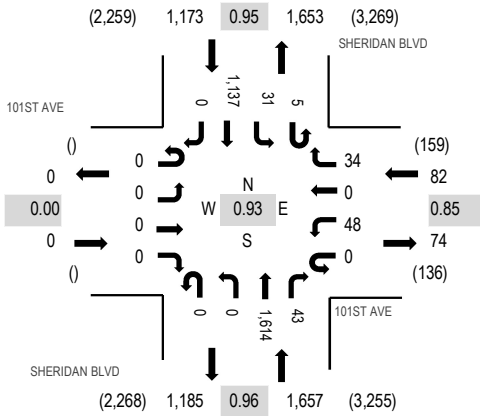 (2,259) 1,173 0.95 1,653 (3,269)
SHERIDAN BLVD
0 1,137 31 5
101ST AVE
() 0 34 (159)
0 0 0 82
0.00 W N 0.93 S E 0.85
0 0 48 74
() 0 0 (136)
0 0 1,614 43
101ST AVE
SHERIDAN BLVD
(2,268) 1,185 0.96 1,657 (3,255)